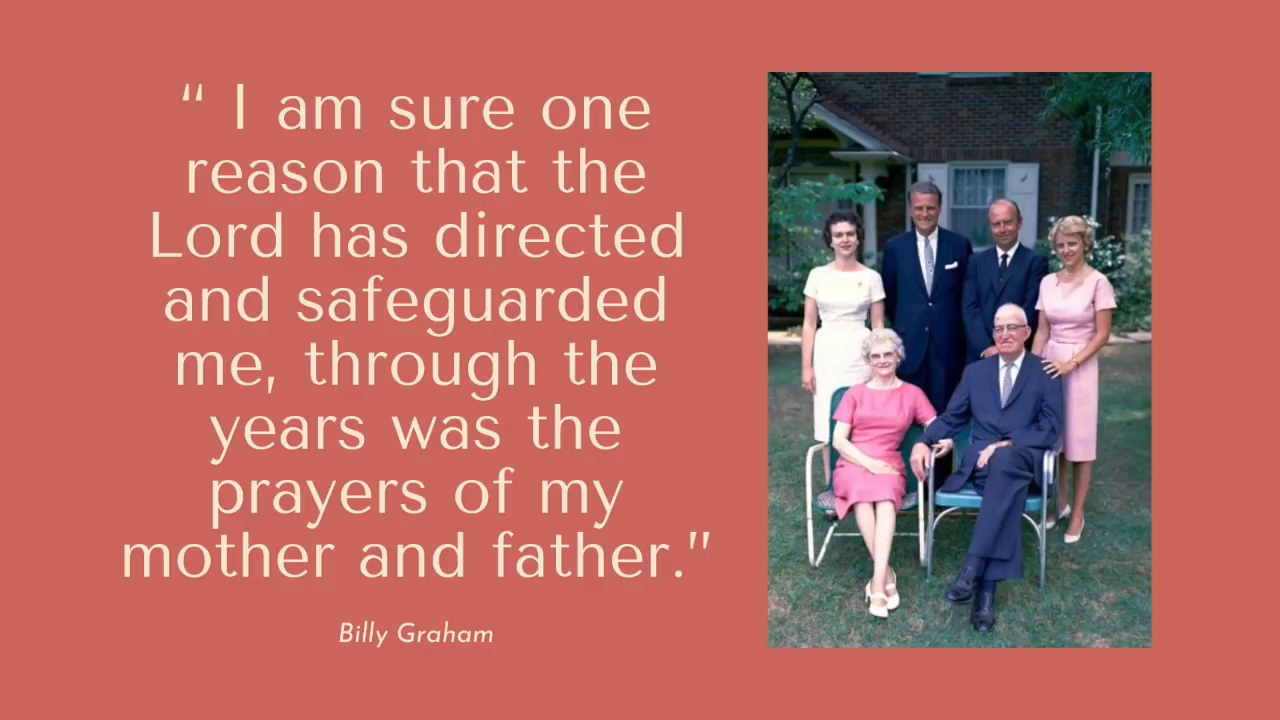 “ I am sure one
reason that the
Lord has directed
and safeguarded
me, through the
years was the
prayers of my
mother and father.”
Billy Graham